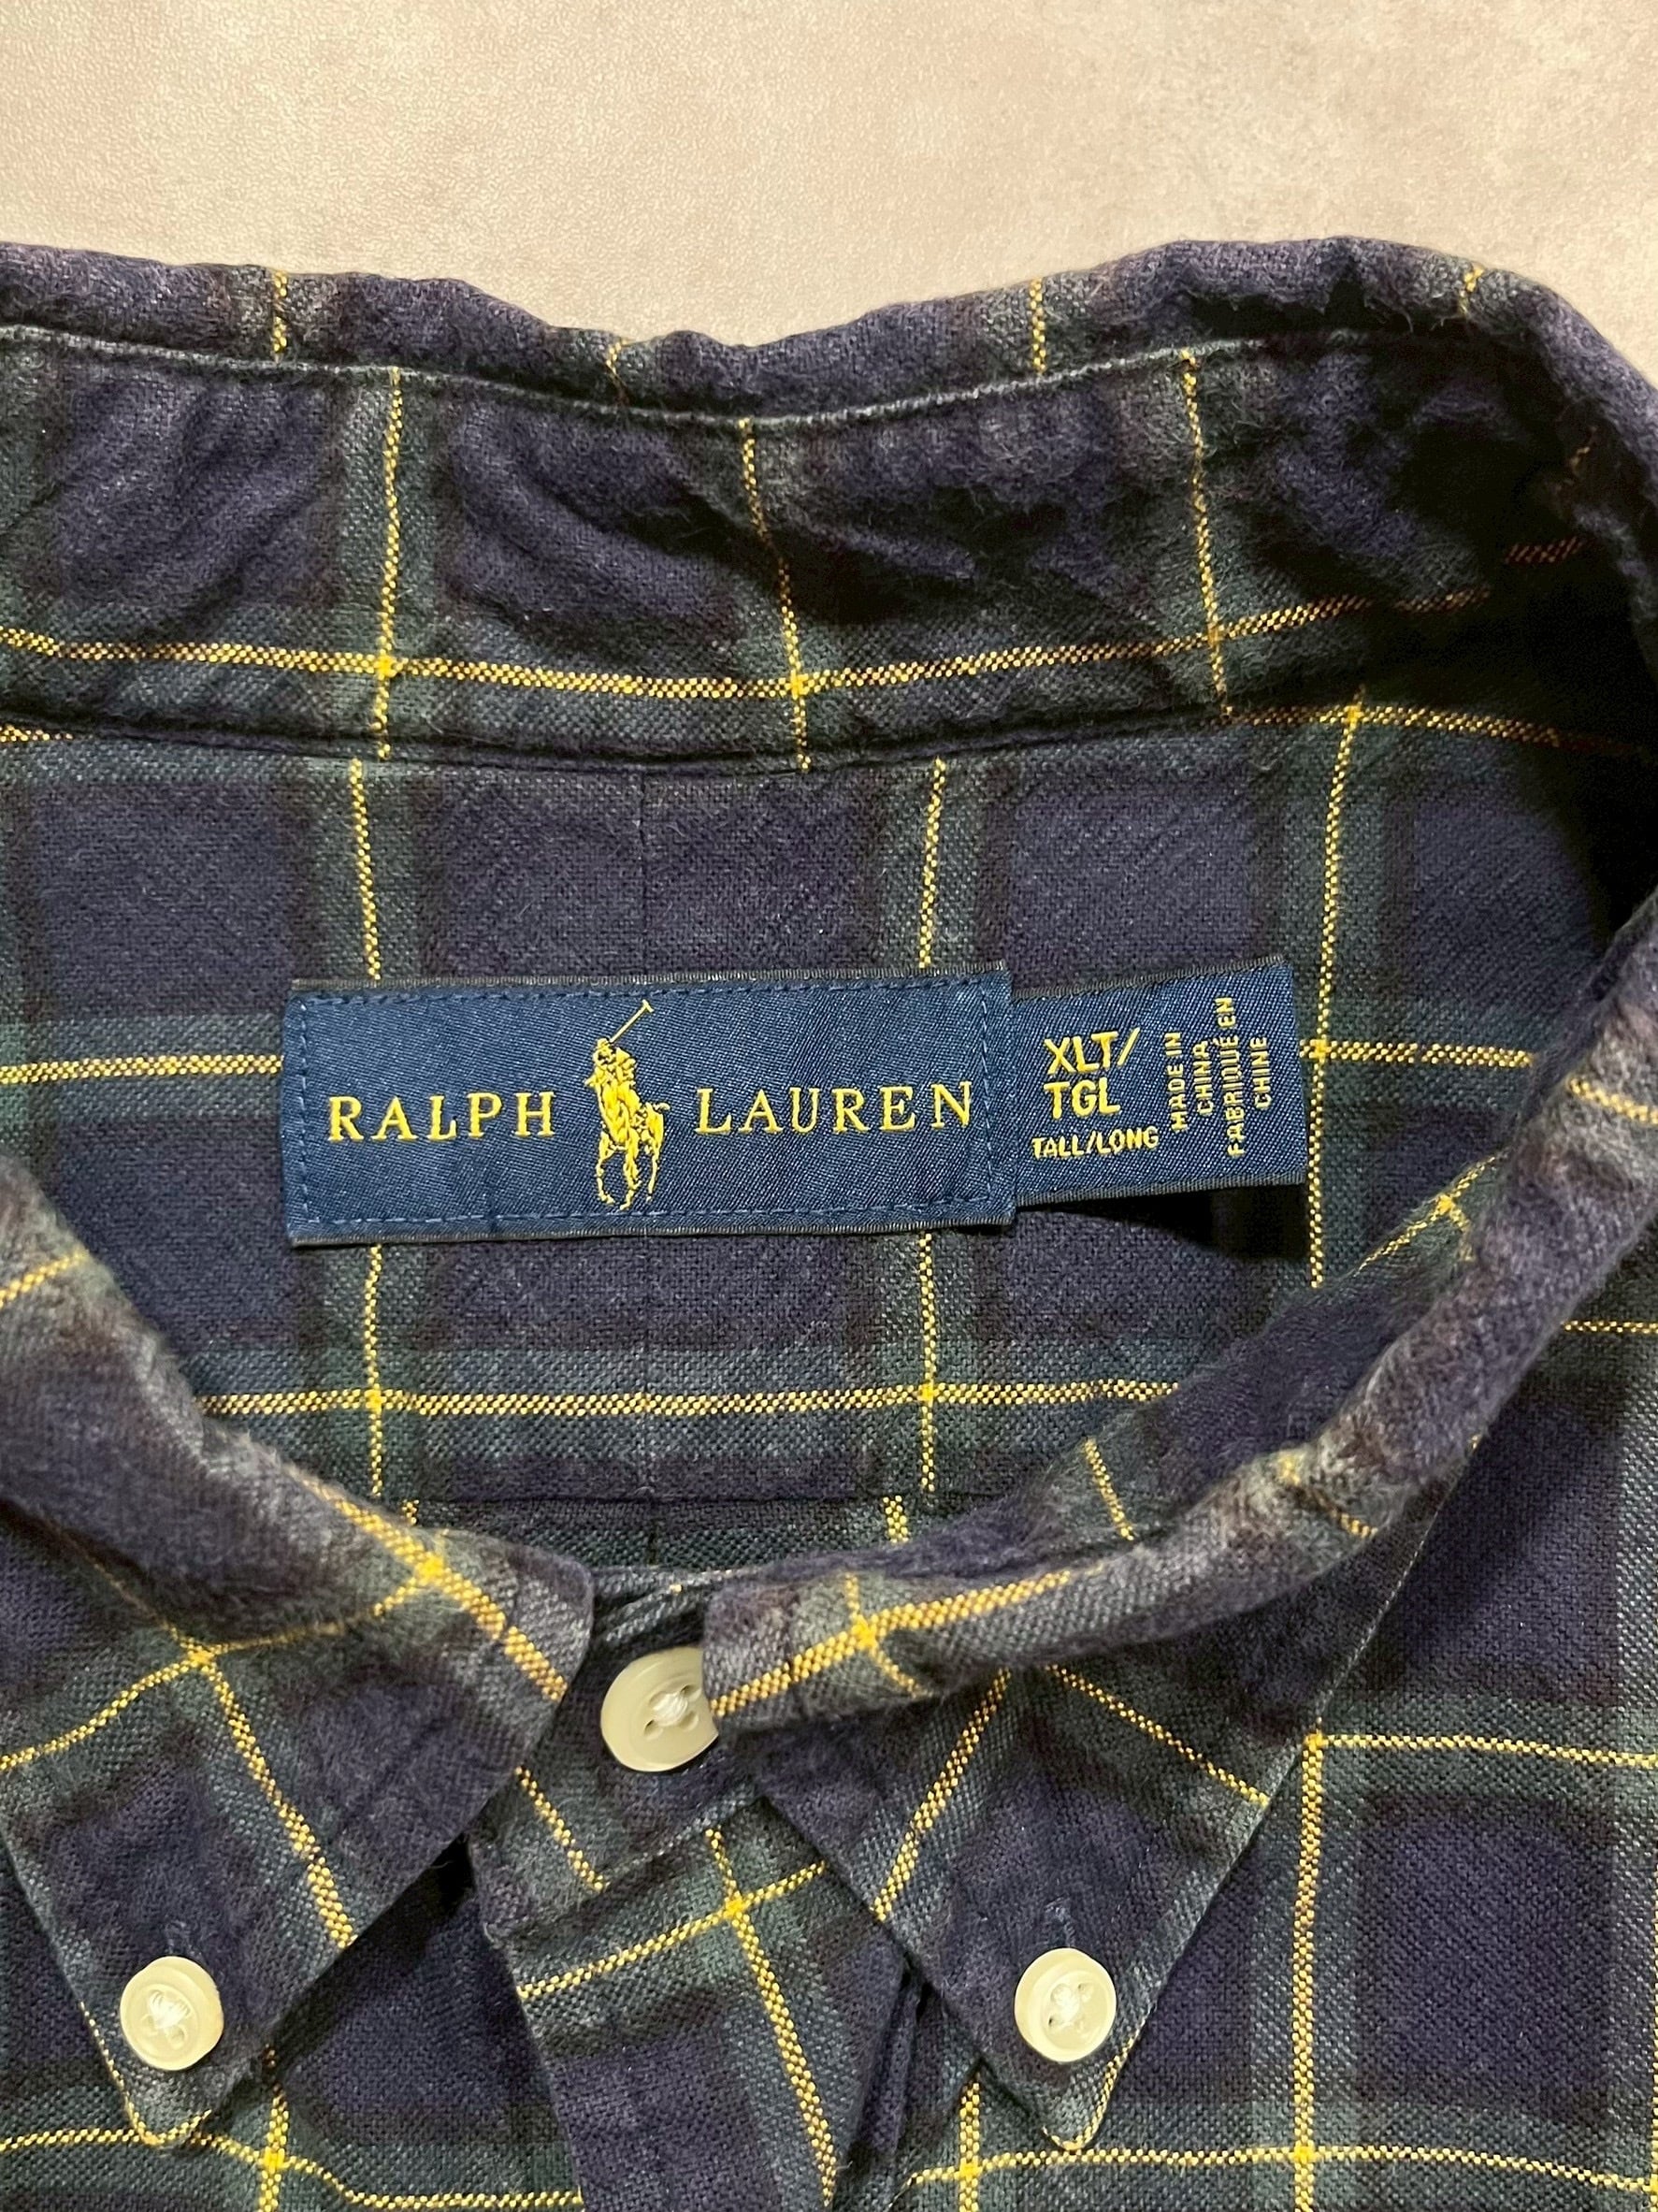 RALPH LAUREN
XLT/
TGL
TALL/LONG
MADE IN
CHINA
FABRIQUÉ EN
CHINE